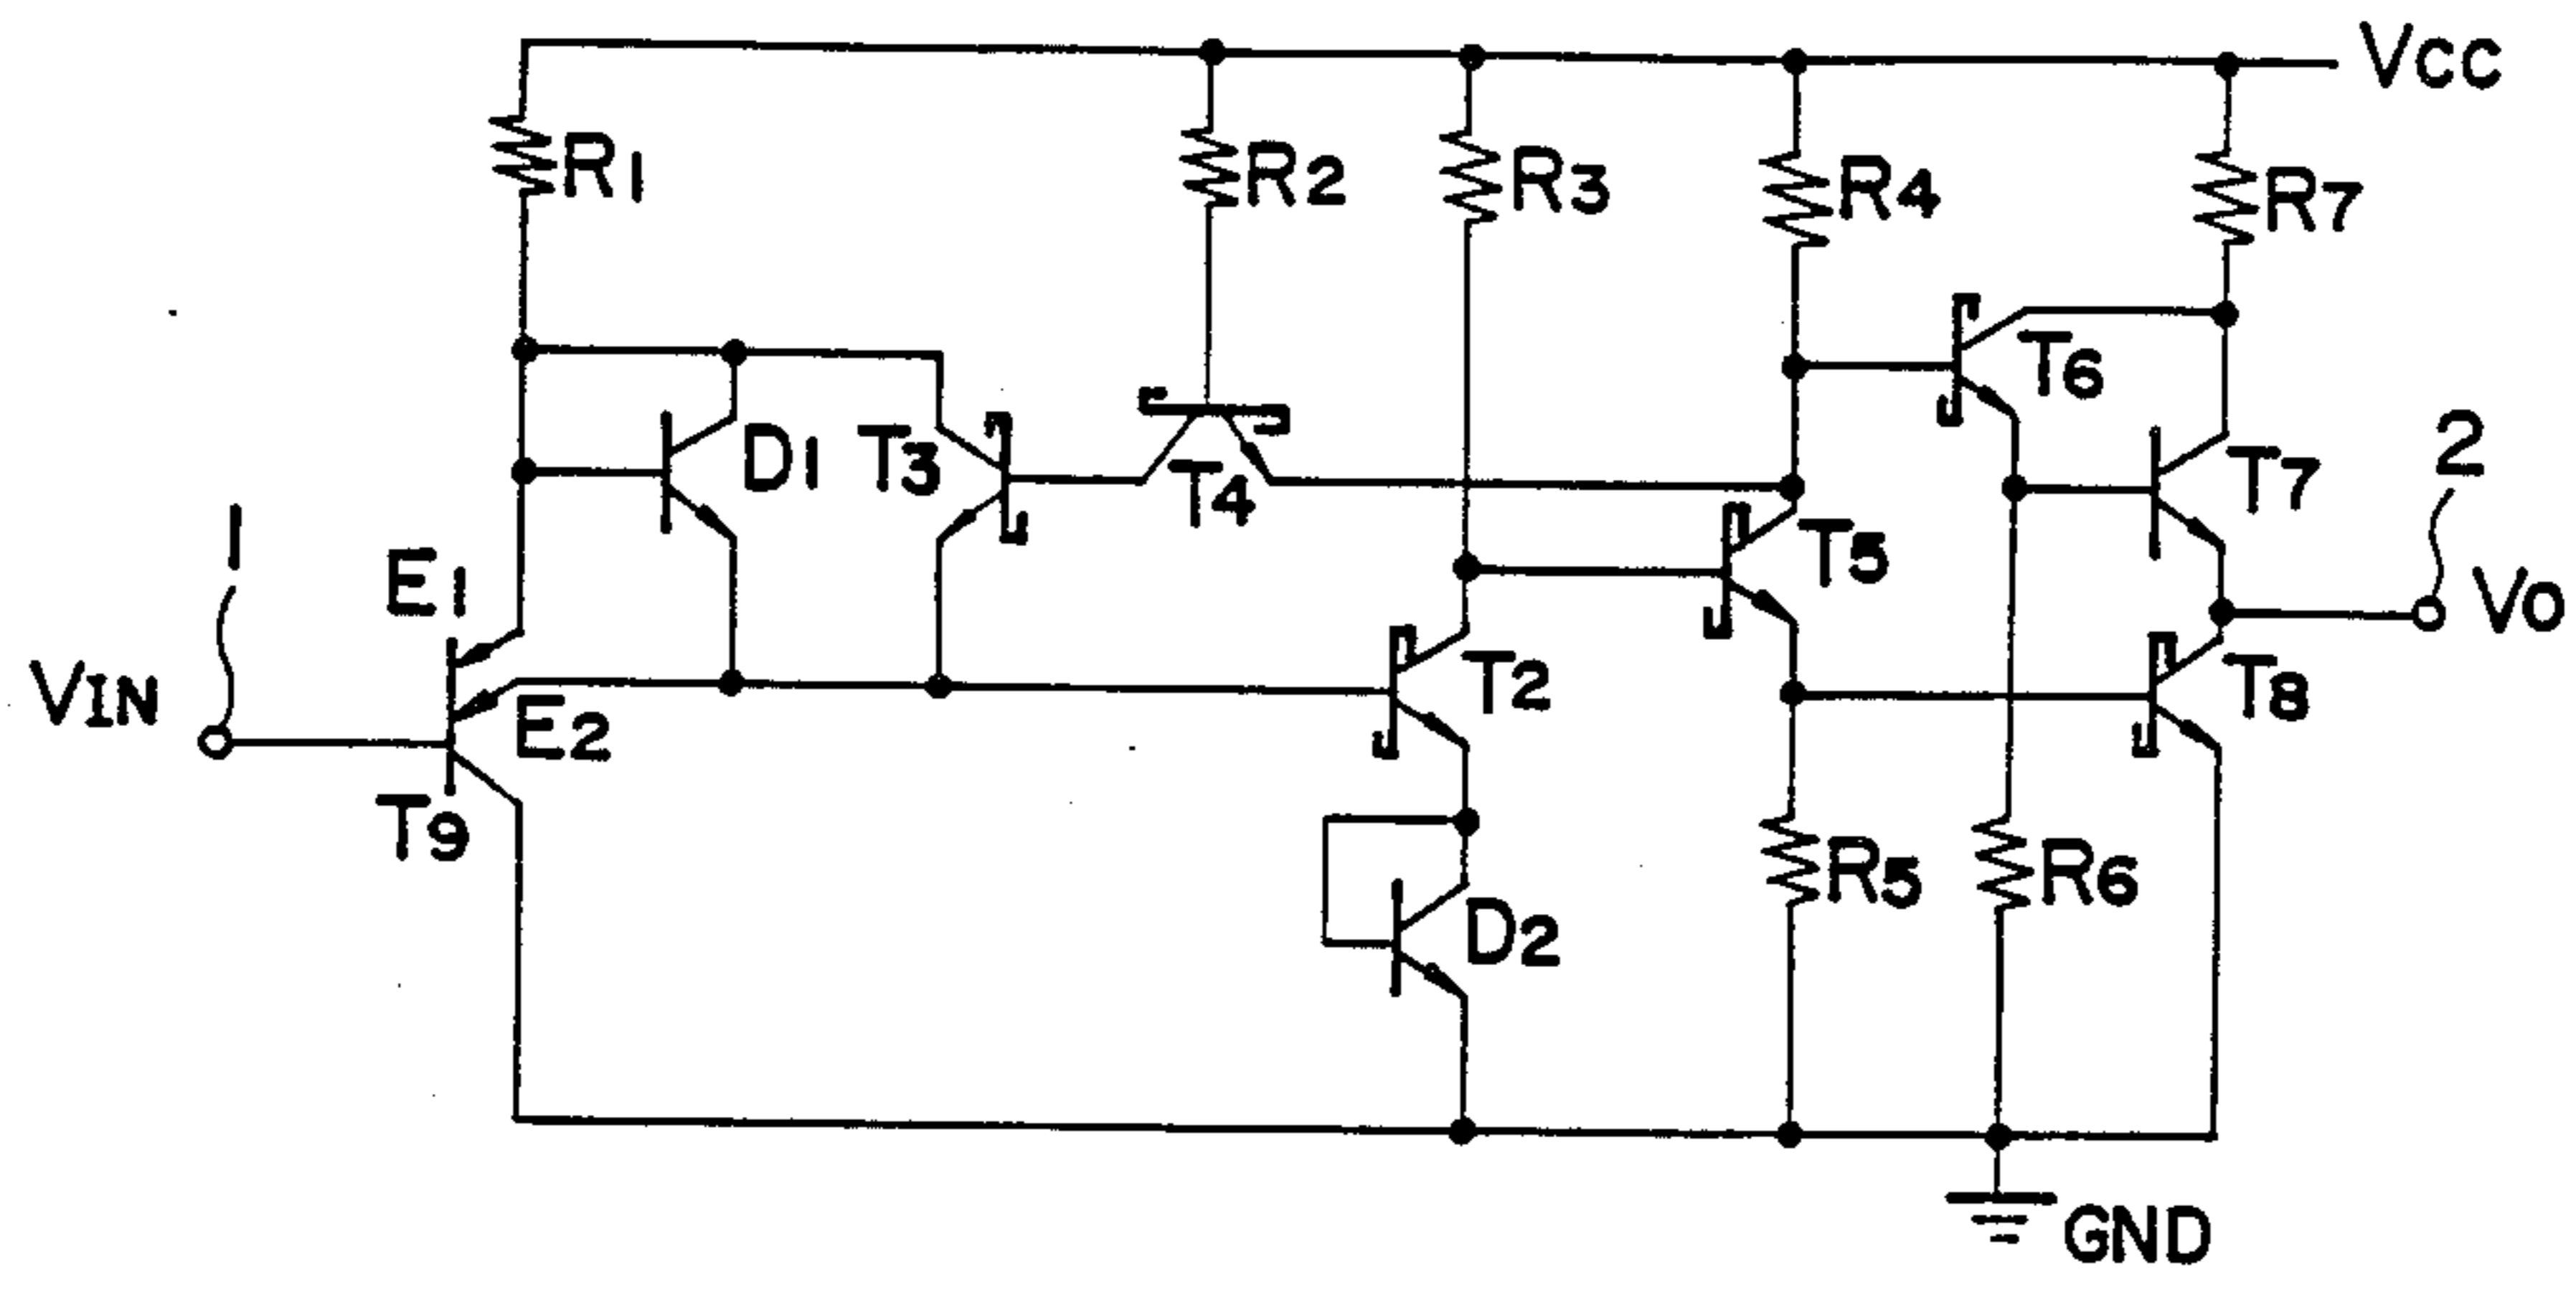 VCC
R1
R2
R3
R4
R7
T6
D1
T3
T4
T7
2
1
E1
T5
VO
VIN
E2
T2
T8
T9
R5
R6
D2
GND